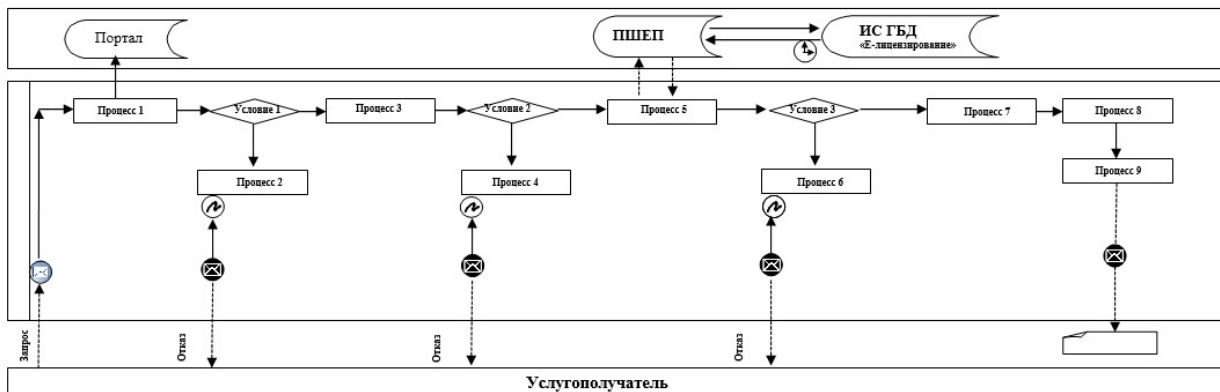 Портал
ПШЕП
ИС ГБД
«Е-лицензирование»
Процесс 1
Условие 1
Процесс 3
Условие 2
Процесс 5
Условие 3
Процесс 7
Процесс 8
Процесс 2
Процесс 4
Процесс 6
Процесс 9
Запрос
Отказ
Отказ
Отказ
Услугополучатель